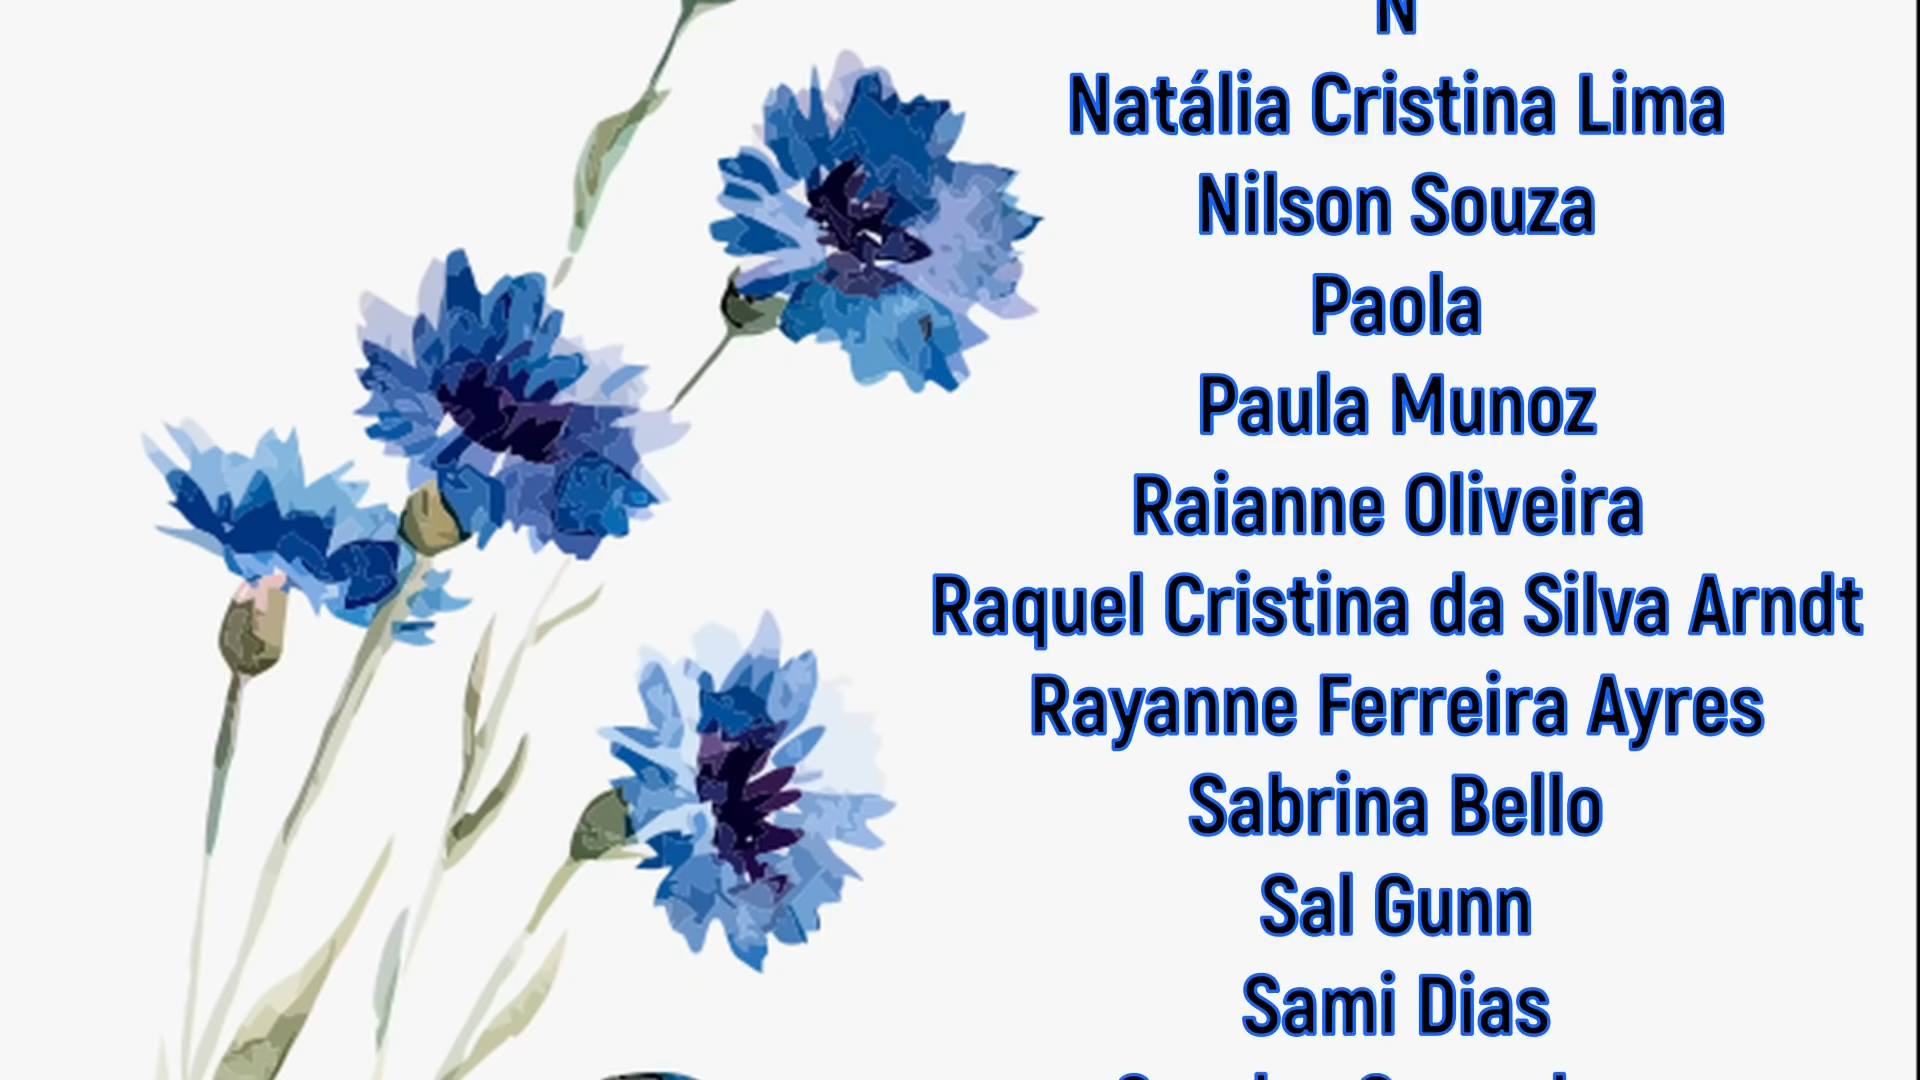 N
Natália Cristina Lima
Nilson Souza
Paola
Paula Munoz
Raianne Oliveira
Raquel Cristina da Silva Arndt
Rayanne Ferreira Ayres
Sabrina Bello
Sal Gunn
Sami Dias